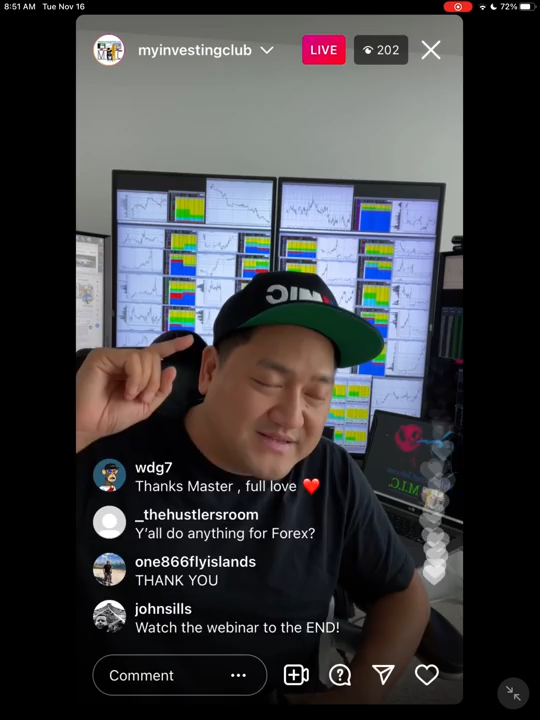 8:51 AM Tue Nov 16
72%
myinvestingclub
LIVE
202
MIC
wdg7
Thanks Master , full love
_thehustlersroom
Y'all do anything for Forex?
one866flyislands
THANK YOU
johnsills
Watch the webinar to the END!
Comment
M.I.C